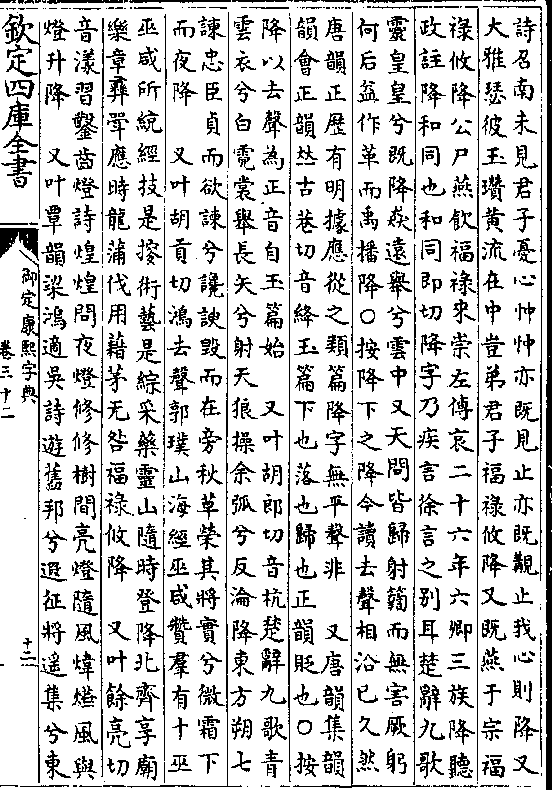 詩召南未見君子憂心忡忡亦既見止亦既覯止我心則降又
大雅瑟彼玉瓚黄流在中豈弟君子福祿攸降又既燕于宗福
祿攸降公尸燕飲福祿來崇左傳哀二十六年六卿三族降聽
政註降和同也和同即切降字乃疾言徐言之别耳楚辭九歌
靈皇皇兮既降猋遠舉兮雲中又天問皆歸射𥷚而無害厥躬
何后益作革而禹播降○按降下之降今讀去聲相沿已久然
唐韻正歴有明據應從之類篇降字無平聲非　又唐韻集韻
韻會正韻𠀤古巷切音絳玉篇下也落也歸也正韻貶也○按
降以去聲為正音自玉篇始　又叶胡郎切音杭楚辭九歌青
雲衣兮白霓裳舉長矢兮射天狼操余弧兮反淪降東方朔七
諫忠臣貞而欲諫兮讒諛毁而在旁秋草榮其將實兮微霜下
而夜降　又叶胡貢切鴻去聲郭璞山海經巫咸贊羣有十巫
巫咸所統經技是搜術藝是綜采藥靈山隨時登降北齊享廟
樂章彛斝應時龍蒲代用藉茅无咎福祿攸降　又叶餘亮切
音漾習鑿齒燈詩煌煌閒夜燈修修樹間亮燈隨風煒燁風與
燈升降　又叶覃韻梁鴻適吳詩遊舊邦兮遐征將遥集兮東
欽定四庫全書
御定康熙字典
卷三十二
十二